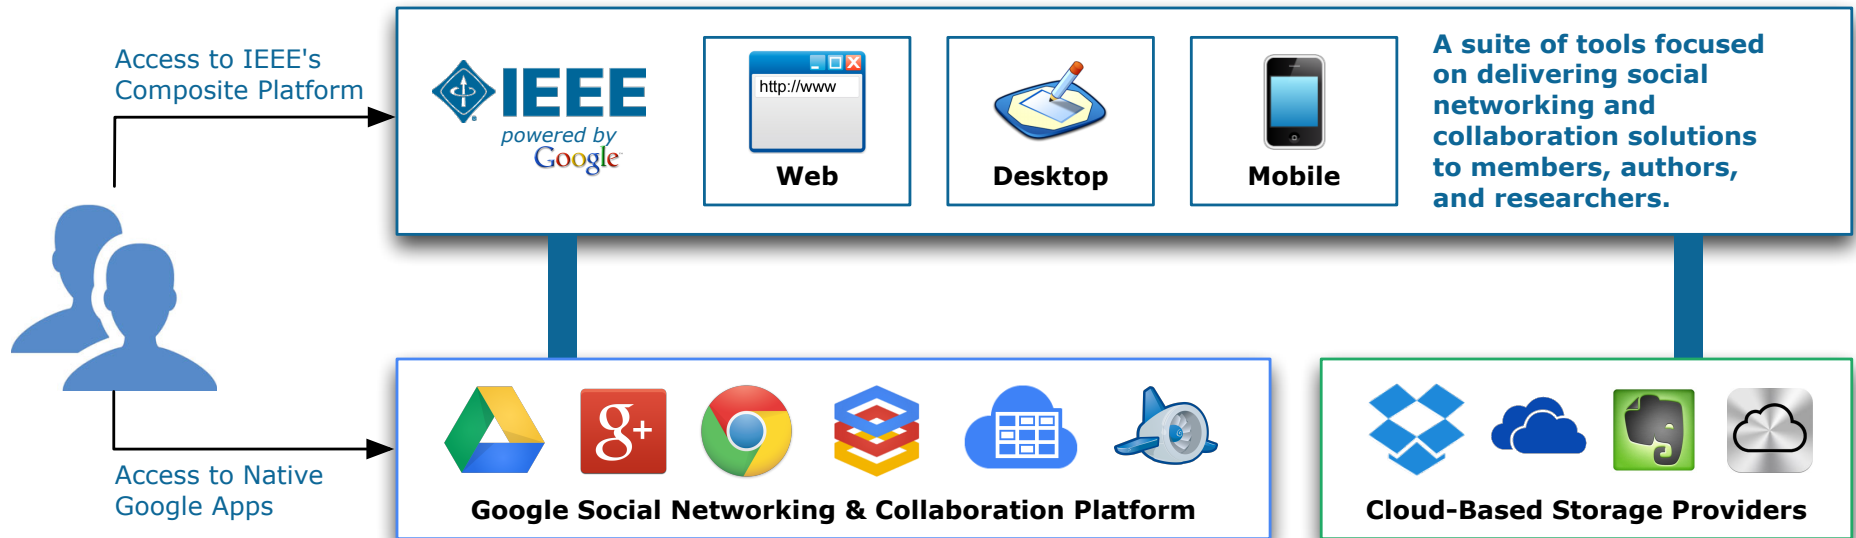 Access to IEEE's
Composite Platform
IEEE
powered by
Google
http://www
Web
Desktop
Mobile
A suite of tools focused
on delivering social
networking and
collaboration solutions
to members, authors,
and researchers.
Access to Native
Google Apps
g+
Google Social Networking & Collaboration Platform
Cloud-Based Storage Providers